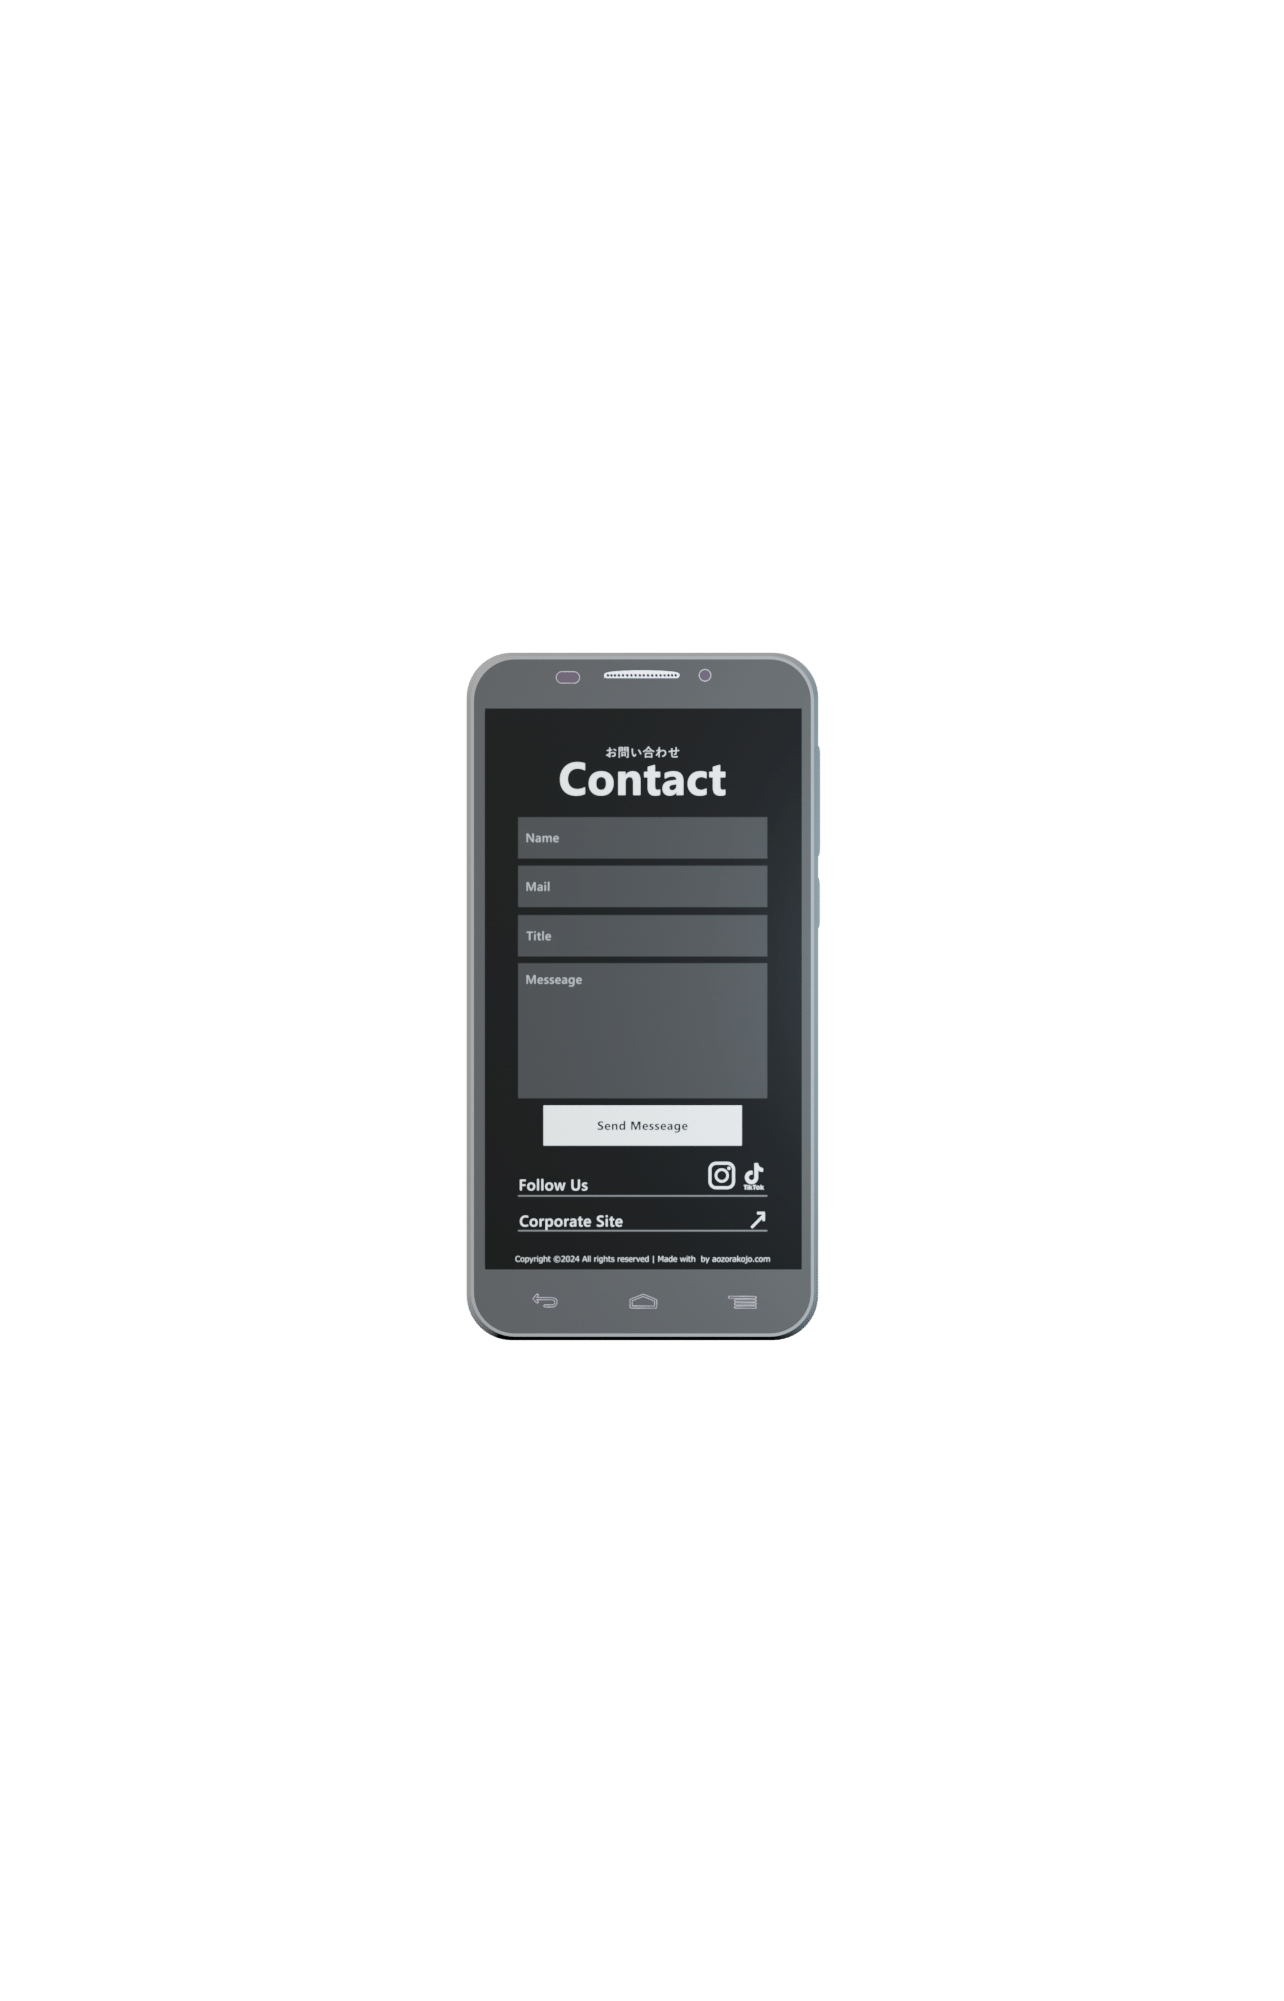 お問い合わせ
Contact
Name
Mail
Title
Messeage
Send Messeage
Follow Us
TikTok
Corporate Site
Copyright ©2024 All rights reserved | Made with by aozorakojo.com